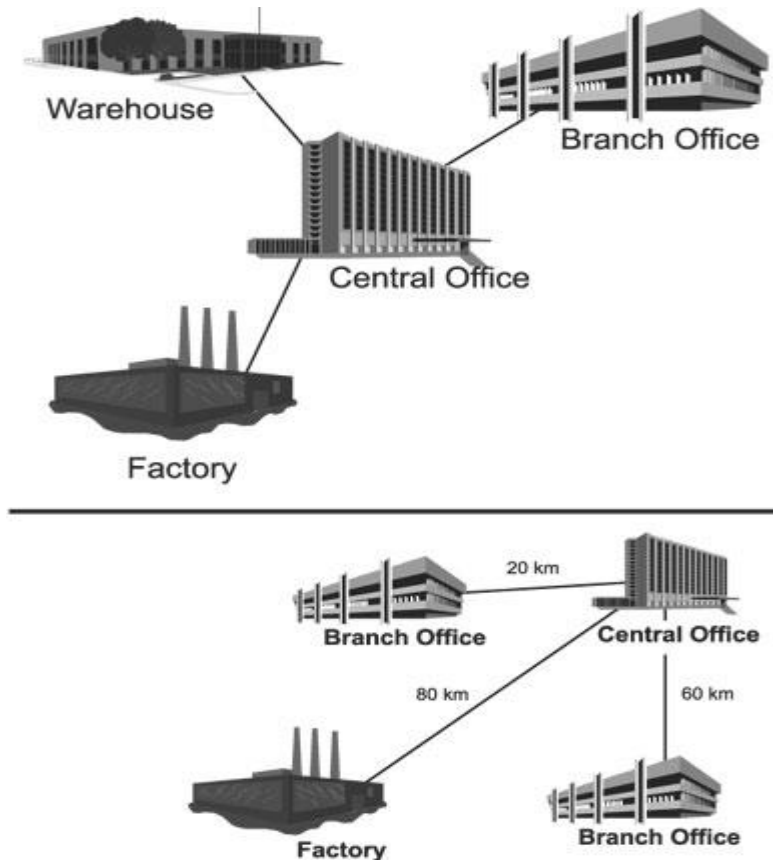 Warehouse
Branch Office
Central Office
Factory
20 km
Branch Office
Central Office
80 km
60 km
Branch Office
Factory